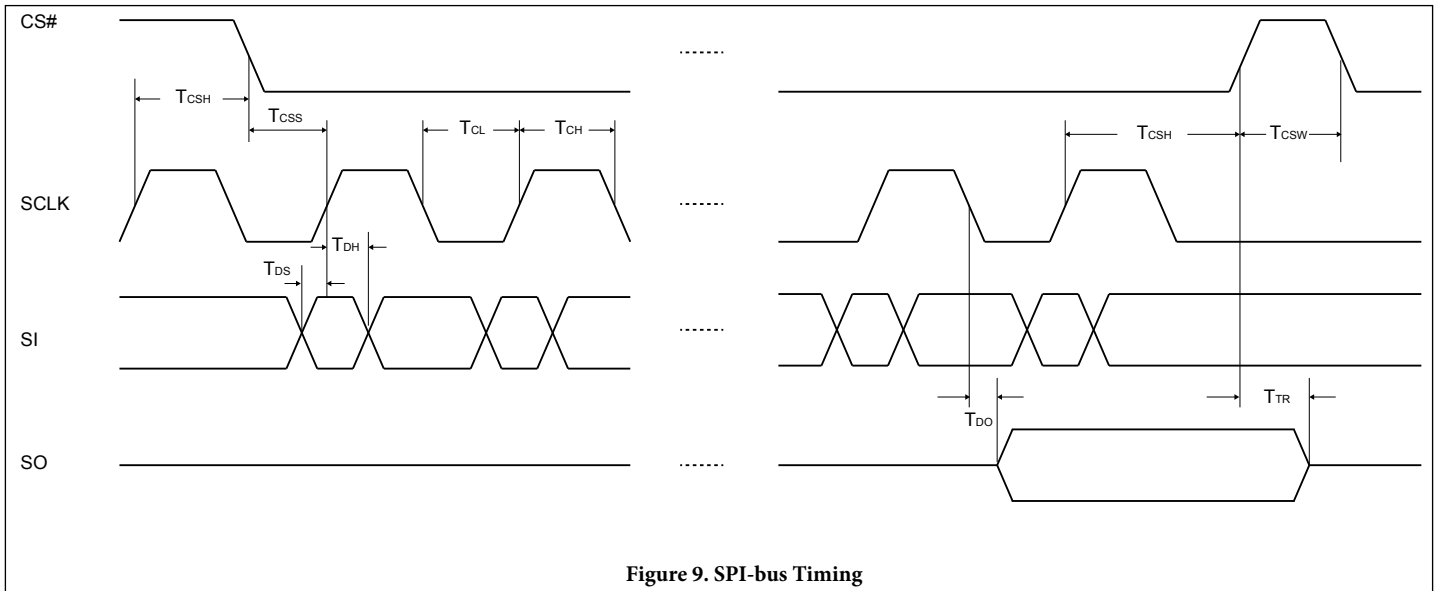 CS#
TCSH
TCSS
TCL
TCH
TCSH
TCSW
SCLK
TDH
TDS
SI
TTR
TDO
SO
Figure 9. SPI-bus Timing